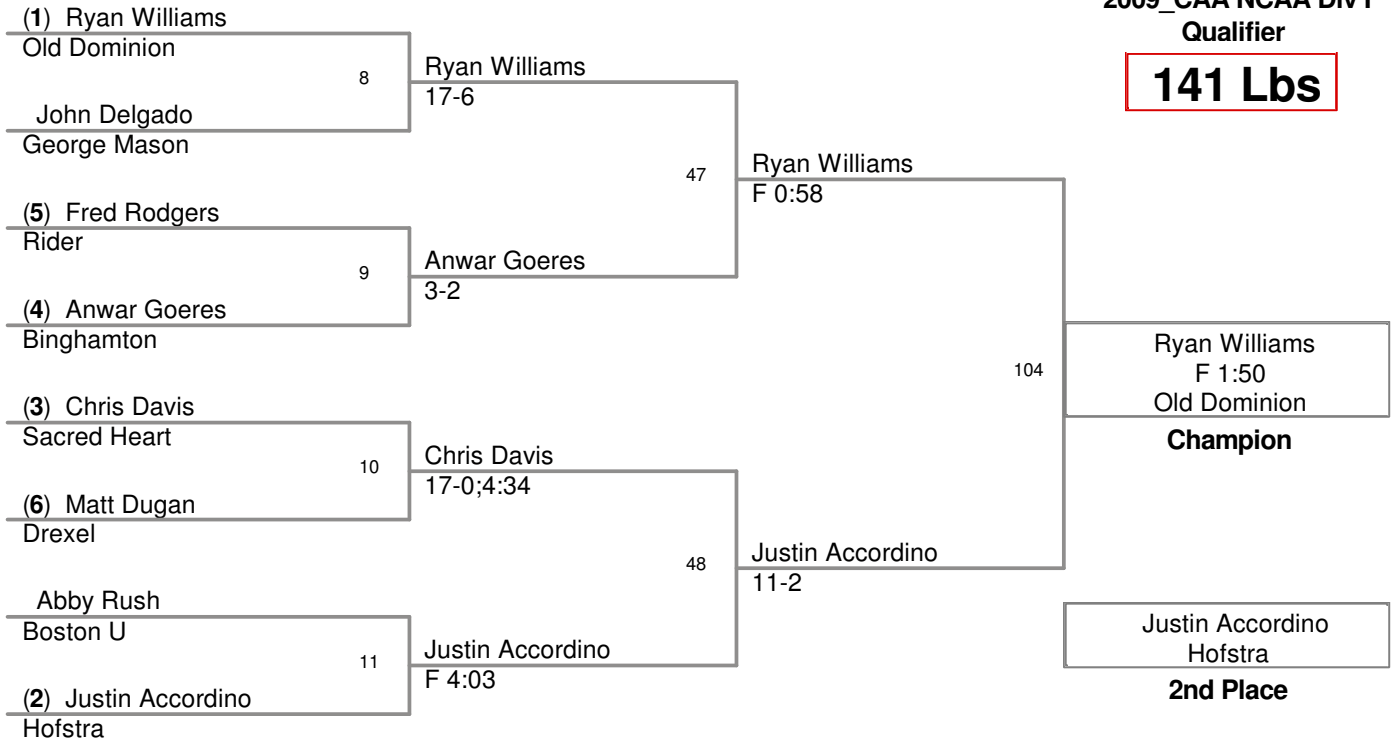 2009_CAA NCAA Div I
Qualifier
141 Lbs
(1) Ryan Williams
Old Dominion
8
John Delgado
George Mason
Ryan Williams
17-6
(5) Fred Rodgers
Rider
9
(4) Anwar Goeres
Binghamton
Anwar Goeres
3-2
47
Ryan Williams
F 0:58
(3) Chris Davis
Sacred Heart
10
(6) Matt Dugan
Drexel
Chris Davis
17-0;4:34
Abby Rush
Boston U
11
(2) Justin Accordino
Hofstra
Justin Accordino
F 4:03
48
Justin Accordino
11-2
104
Ryan Williams
F 1:50
Old Dominion
Champion
Justin Accordino
Hofstra
2nd Place